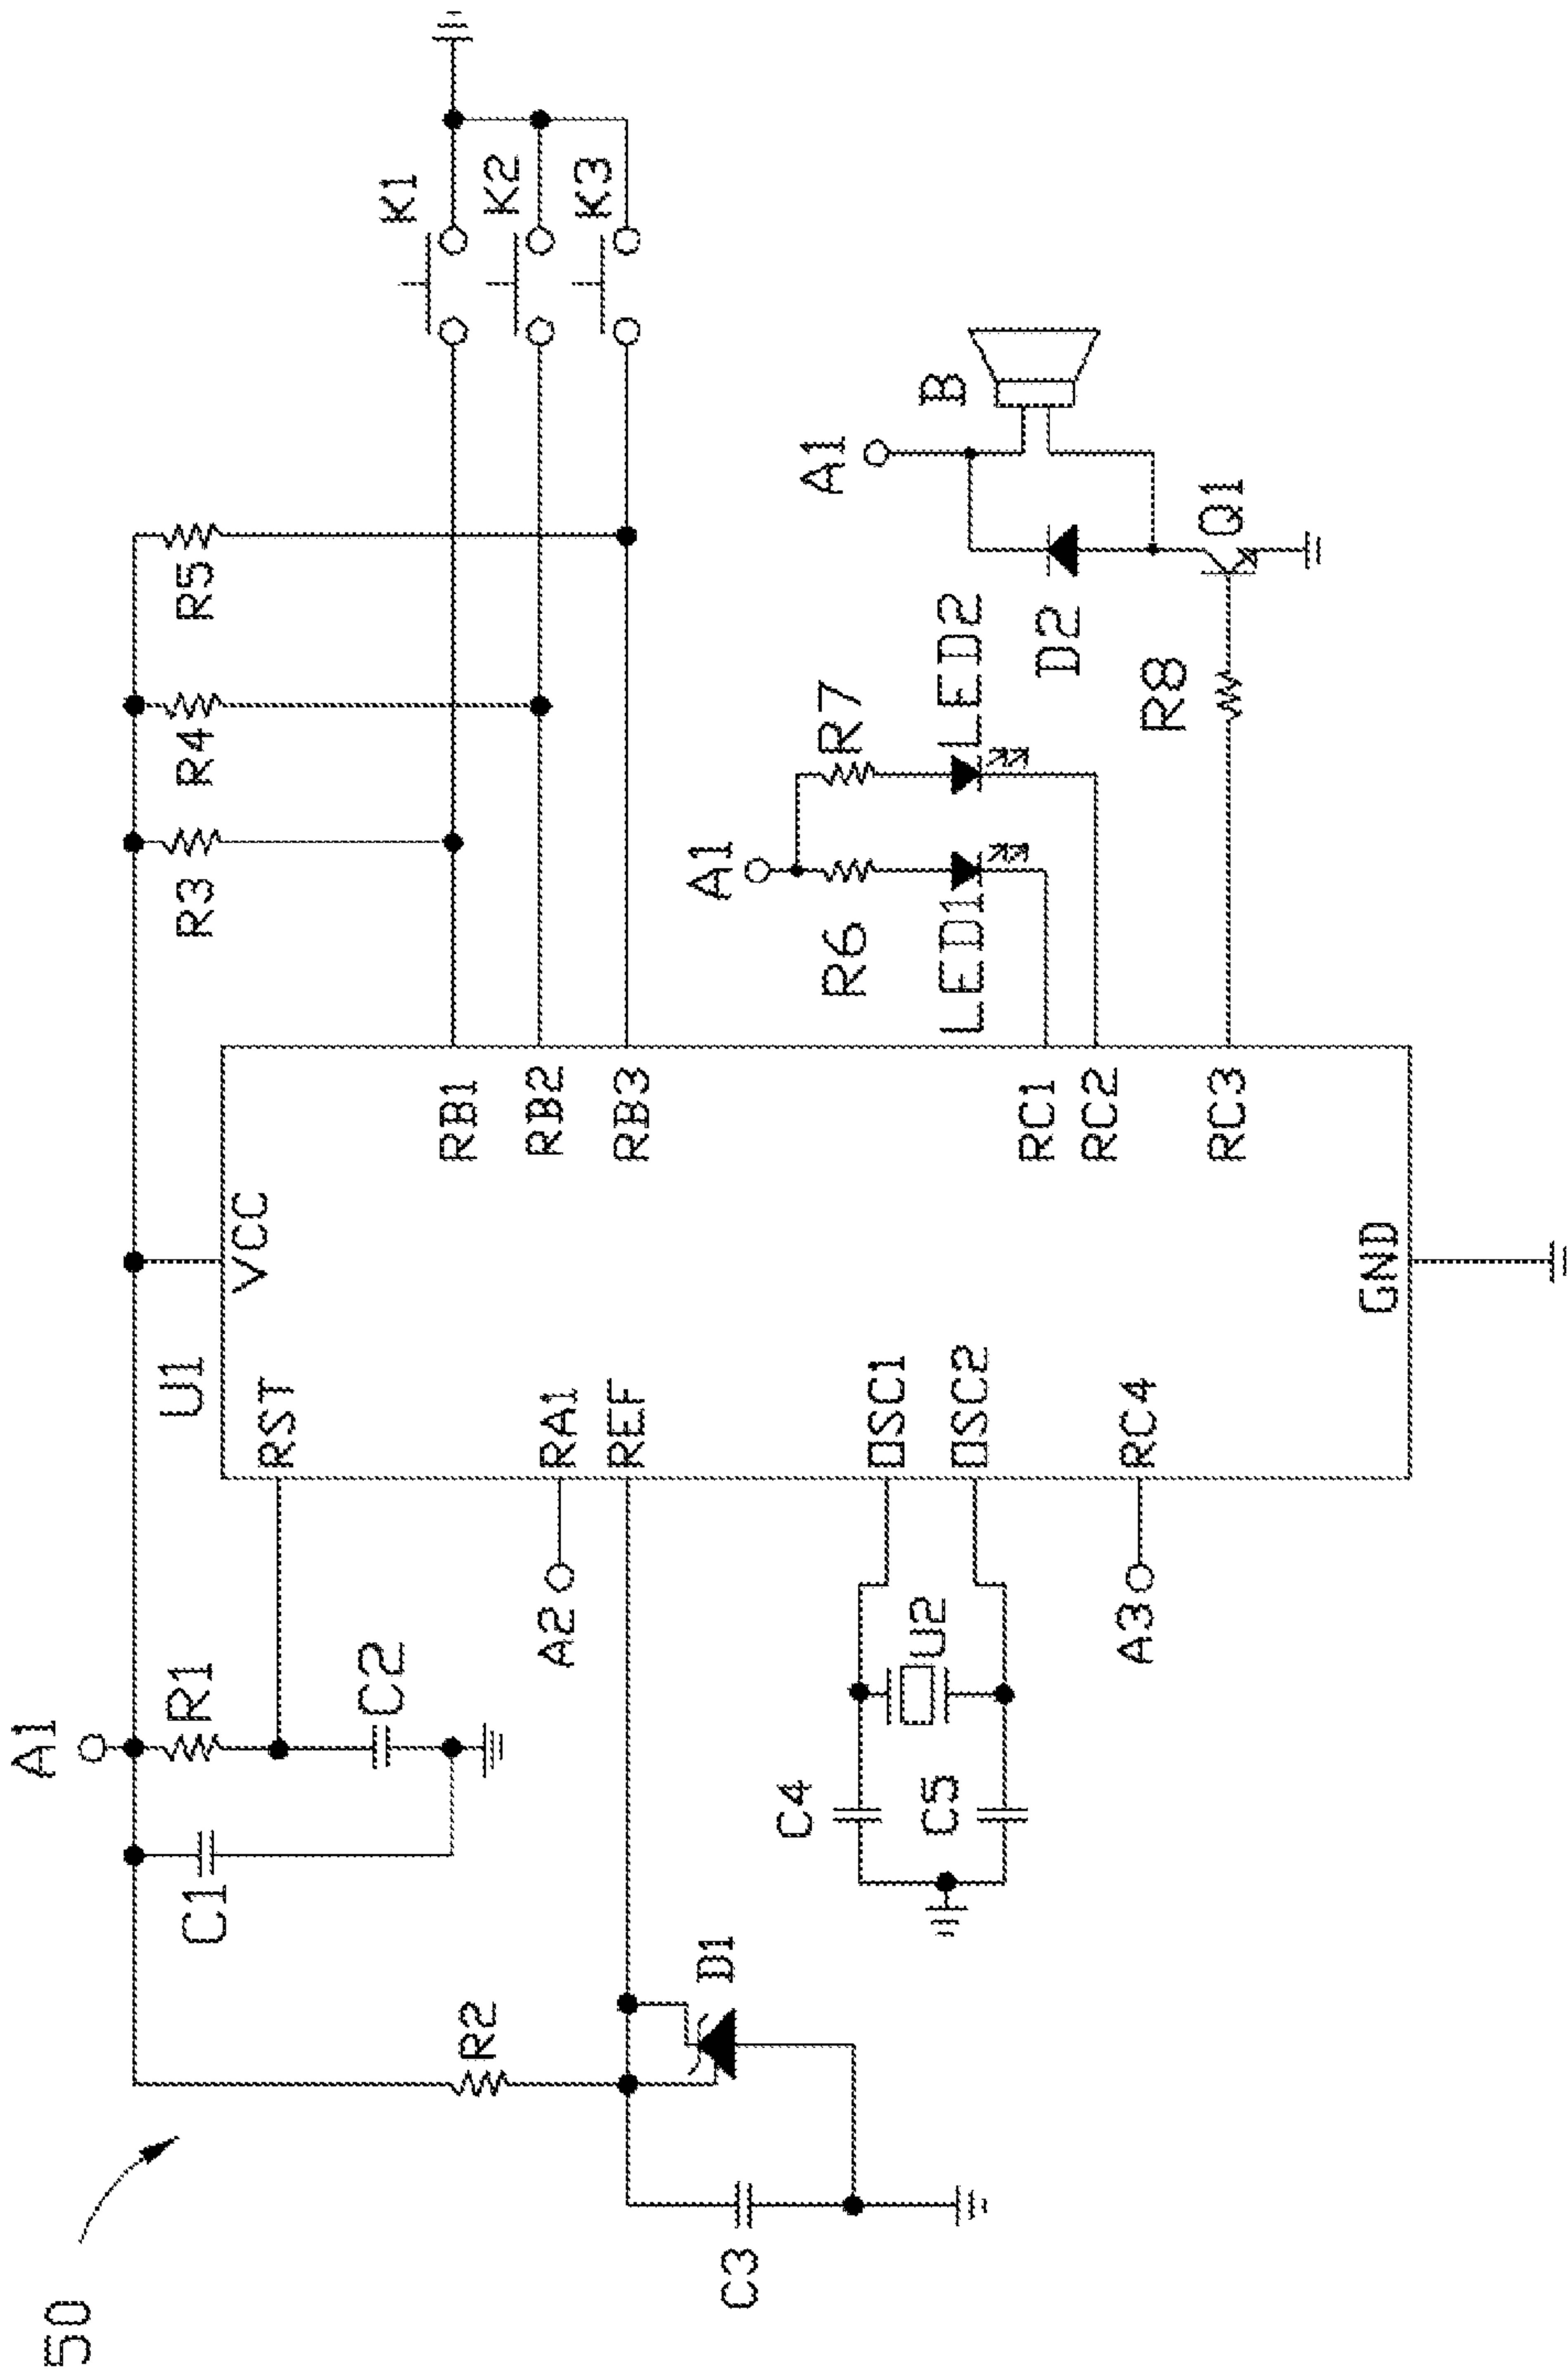 50
A1
C1
R1
U1
R3
R4
R5
RST
VCC
C2
K1
R2
RB1
K2
A2
RA1
RB2
K3
REF
RB3
D1
A1
C3
C4
A1
R6
R7
OSC1
C5
U2
B
OSC2
LED1
LED2
RC1
D2
RC2
A3
RC4
R8
RC3
Q1
GND